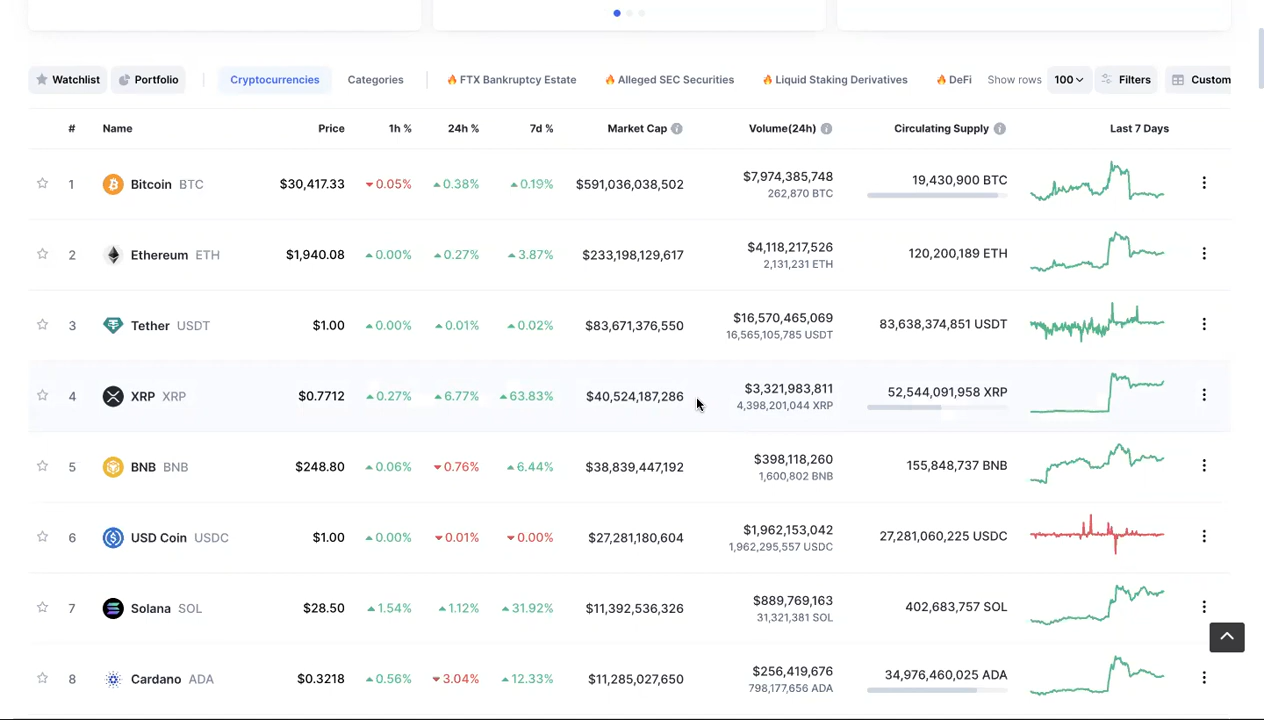 Watchlist Portfolio Cryptocurrencies Categories 🔥 FTX Bankruptcy Estate 🔥 Alleged SEC Securities 🔥 Liquid Staking Derivatives 🔥 DeFi Show rows 100 Filters Custom
# Name Price 1h % 24h % 7d % Market Cap Volume(24h) Circulating Supply Last 7 Days
1 Bitcoin BTC $30,417.33 0.05% 0.38% 0.19% $591,036,038,502 $7,974,385,748 19,430,900 BTC
262,870 BTC
2 Ethereum ETH $1,940.08 0.00% 0.27% 3.87% $233,198,129,617 $4,118,217,526 120,200,189 ETH
2,131,231 ETH
3 Tether USDT $1.00 0.00% 0.01% 0.02% $83,671,376,550 $16,570,465,069 83,638,374,851 USDT
16,565,105,785 USDT
4 XRP XRP $0.7712 0.27% 6.77% 63.83% $40,524,187,286 $3,321,983,811 52,544,091,958 XRP
4,398,201,044 XRP
5 BNB BNB $248.80 0.06% 0.76% 6.44% $38,839,447,192 $398,118,260 155,848,737 BNB
1,600,802 BNB
6 USD Coin USDC $1.00 0.00% 0.01% 0.00% $27,281,180,604 $1,962,153,042 27,281,060,225 USDC
1,962,295,557 USDC
7 Solana SOL $28.50 1.54% 1.12% 31.92% $11,392,536,326 $889,769,163 402,683,757 SOL
31,321,381 SOL
8 Cardano ADA $0.3218 0.56% 3.04% 12.33% $11,285,027,650 $256,419,676 34,976,460,025 ADA
798,177,656 ADA